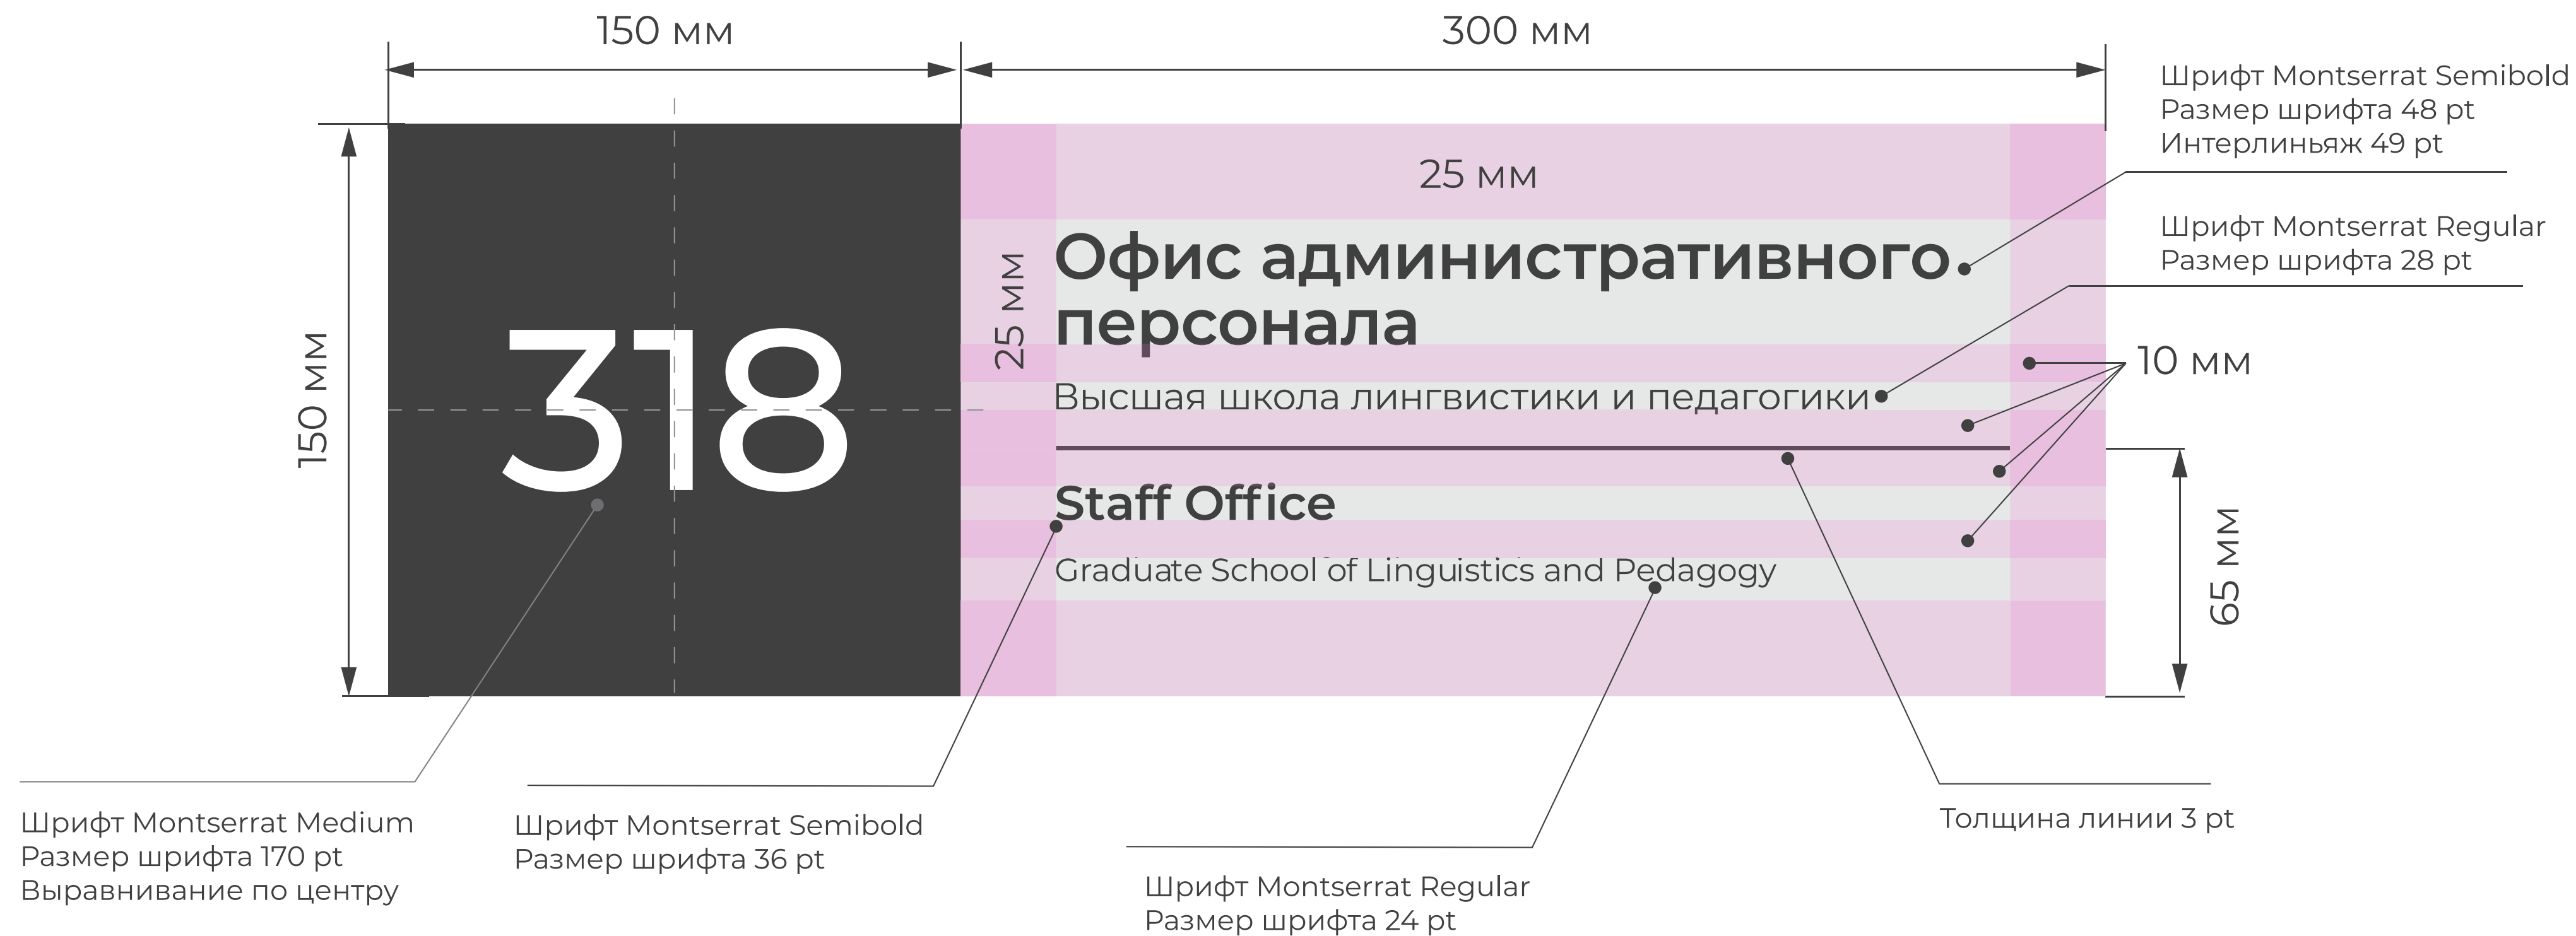 150 мм
300 мм
Шрифт Montserrat Semibold
Размер шрифта 48 pt
Интерлиньяж 49 pt
25 мм
Шрифт Montserrat Regular
Размер шрифта 28 pt
150 мм
318
25 мм
Офис административного
персонала
Высшая школа лингвистики и педагогики
10 мм
Staff Office
Graduate School of Linguistics and Pedagogy
65 мм
Шрифт Montserrat Medium
Размер шрифта 170 pt
Выравнивание по центру
Шрифт Montserrat Semibold
Размер шрифта 36 pt
Шрифт Montserrat Regular
Размер шрифта 24 pt
Толщина линии 3 pt